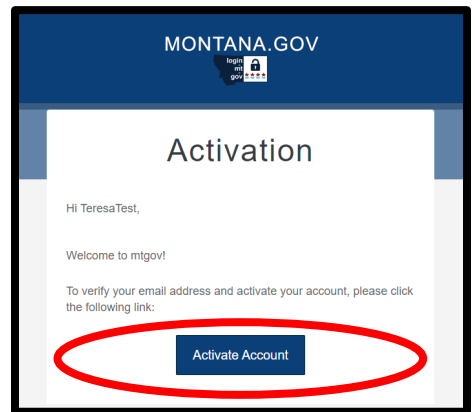 MONTANA.GOV
login
mt
gov
Activation
Hi TeresaTest,
Welcome to mtgov!
To verify your email address and activate your account, please click
the following link:
Activate Account